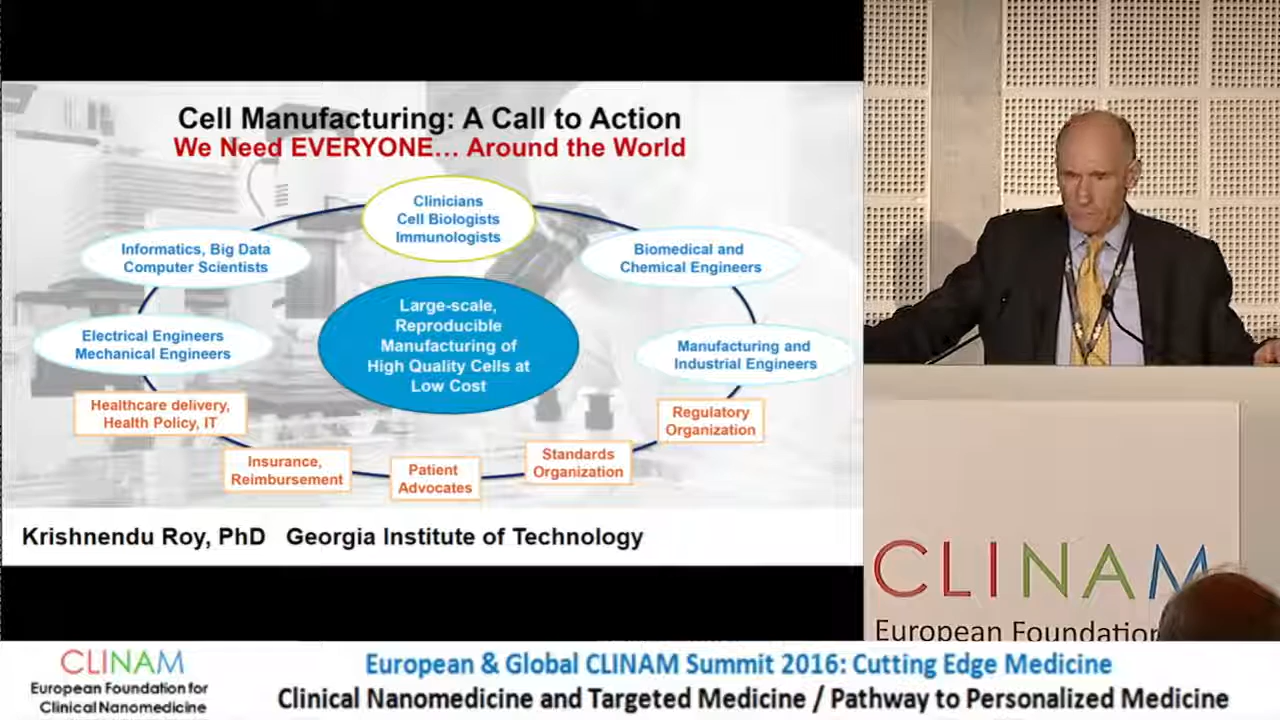 Cell Manufacturing: A Call to Action
We Need EVERYONE... Around the World
Clinicians
Cell Biologists
Immunologists
Informatics, Big Data
Computer Scientists
Biomedical and
Chemical Engineers
Large-scale,
Reproducible
Manufacturing of
High Quality Cells at
Low Cost
Electrical Engineers
Mechanical Engineers
Manufacturing and
Industrial Engineers
Healthcare delivery,
Health Policy, IT
Regulatory
Organization
Insurance,
Reimbursement
Patient
Advocates
Standards
Organization
Krishnendu Roy, PhD Georgia Institute of Technology
CLINAM
European Foundation
CLINAM
European Foundation for
Clinical Nanomedicine
European & Global CLINAM Summit 2016: Cutting Edge Medicine
Clinical Nanomedicine and Targeted Medicine / Pathway to Personalized Medicine